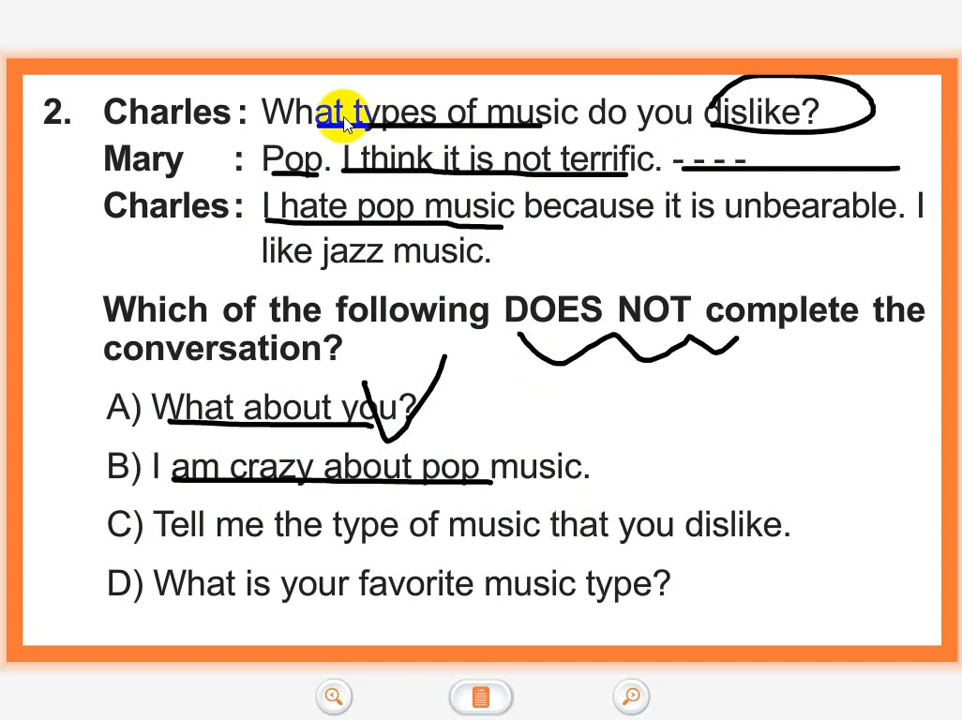 2. Charles : What types of music do you dislike?
Mary : Pop. I think it is not terrific. - - - -
Charles : I hate pop music because it is unbearable. I
like jazz music.
Which of the following DOES NOT complete the
conversation?
A) What about you?
B) I am crazy about pop music.
C) Tell me the type of music that you dislike.
D) What is your favorite music type?